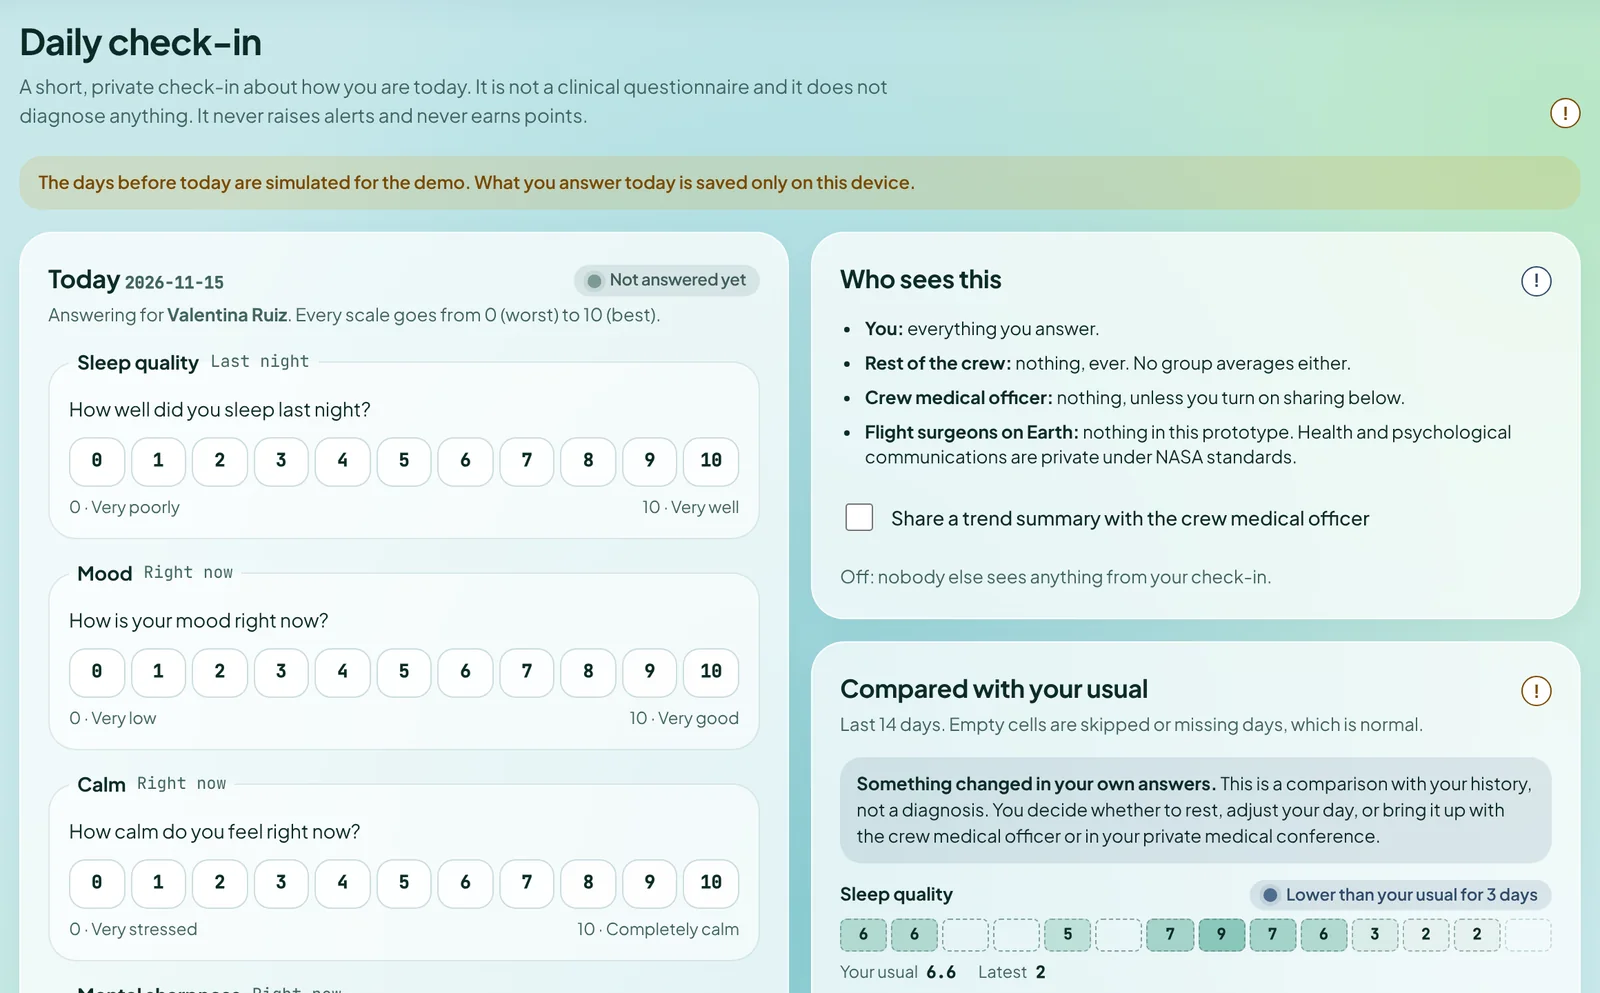 Daily check-in
A short, private check-in about how you are today. It is not a clinical questionnaire and it does not
diagnose anything. It never raises alerts and never earns points.
!
The days before today are simulated for the demo. What you answer today is saved only on this device.
Today 2026-11-15
Not answered yet
Answering for Valentina Ruiz. Every scale goes from 0 (worst) to 10 (best).
Sleep quality Last night
How well did you sleep last night?
0 1 2 3 4 5 6 7 8 9 10
0 · Very poorly
10 · Very well
Mood Right now
How is your mood right now?
0 1 2 3 4 5 6 7 8 9 10
0 · Very low
10 · Very good
Calm Right now
How calm do you feel right now?
0 1 2 3 4 5 6 7 8 9 10
0 · Very stressed
10 · Completely calm
Mental sharpness Right now
Who sees this
!
• You: everything you answer.
• Rest of the crew: nothing, ever. No group averages either.
• Crew medical officer: nothing, unless you turn on sharing below.
• Flight surgeons on Earth: nothing in this prototype. Health and psychological
communications are private under NASA standards.
Share a trend summary with the crew medical officer
Off: nobody else sees anything from your check-in.
Compared with your usual
!
Last 14 days. Empty cells are skipped or missing days, which is normal.
Something changed in your own answers. This is a comparison with your history,
not a diagnosis. You decide whether to rest, adjust your day, or bring it up with
the crew medical officer or in your private medical conference.
Sleep quality
Lower than your usual for 3 days
6 6 5 7 9 7 6 3 2 2
Your usual 6.6 Latest 2